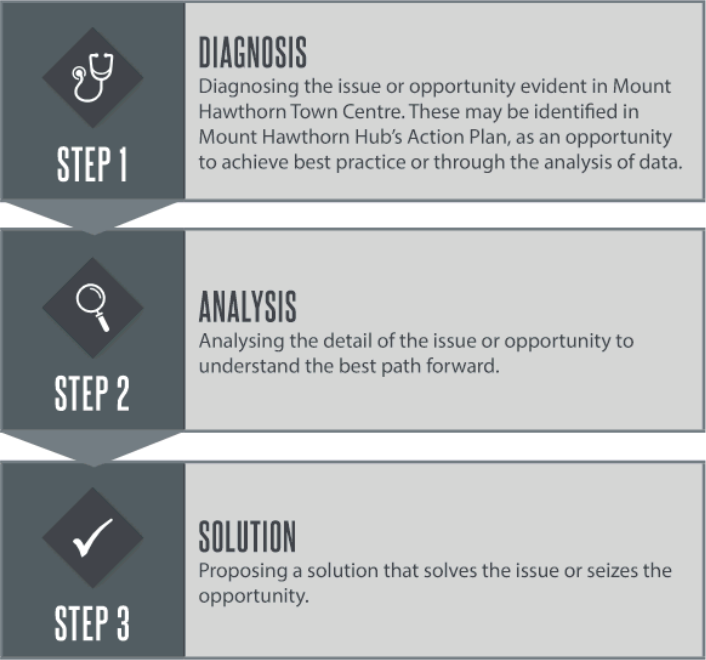 DIAGNOSIS
Diagnosing the issue or opportunity evident in Mount
Hawthorn Town Centre. These may be identified in
Mount Hawthorn Hub's Action Plan, as an opportunity
to achieve best practice or through the analysis of data.
STEP 1
ANALYSIS
Analysing the detail of the issue or opportunity to
understand the best path forward.
STEP 2
SOLUTION
Proposing a solution that solves the issue or seizes the
opportunity.
STEP 3